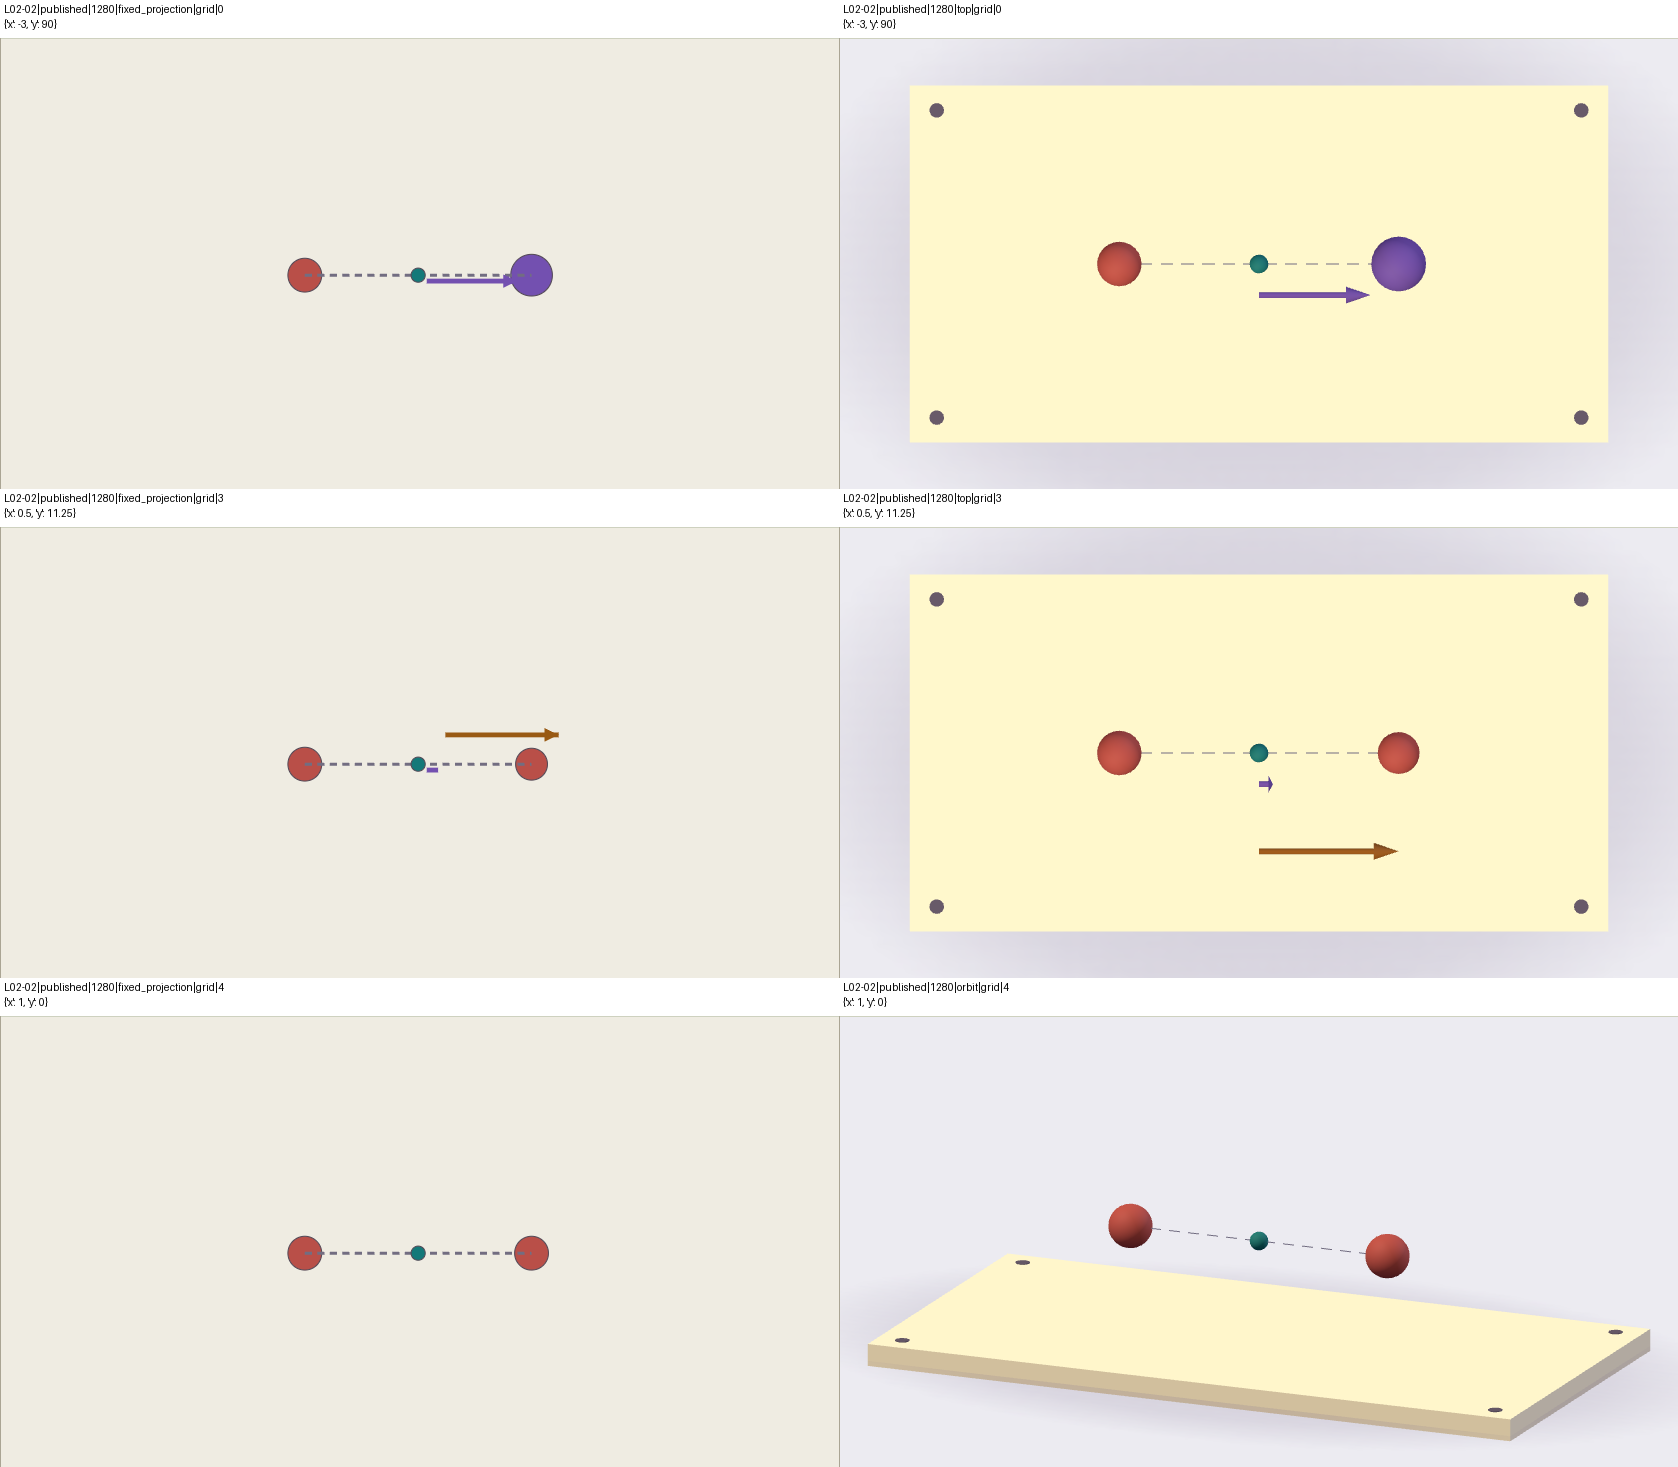 L02-02|published|1280|fixed_projection|grid|0
{'x': -3, 'y': 90}
L02-02|published|1280|top|grid|0
{'x': -3, 'y': 90}
L02-02|published|1280|fixed_projection|grid|3
{'x': 0.5, 'y': 11.25}
L02-02|published|1280|top|grid|3
{'x': 0.5, 'y': 11.25}
L02-02|published|1280|fixed_projection|grid|4
{'x': 1, 'y': 0}
L02-02|published|1280|orbit|grid|4
{'x': 1, 'y': 0}